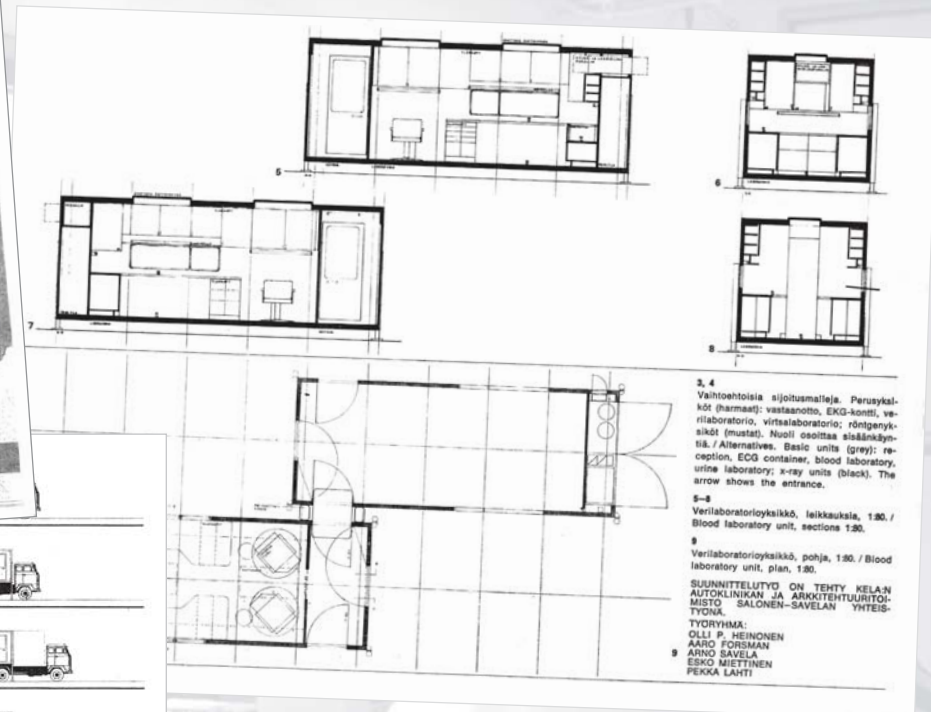 5
6
7
8
3, 4
Vaihtoehtoisia sijoitusmalleja. Perusyksi-
köt (harmaat): vastaanotto, EKG-kontti, ve-
rilaboratorio, virtsalaboratorio; röntgenyk-
siköt (mustat). Nuoli osoittaa sisäänkäyn-
tiä. / Alternatives. Basic units (grey): re-
ception, ECG container, blood laboratory,
urine laboratory; x-ray units (black). The
arrow shows the entrance.
5–8
Verilaboratorioyksikkö, leikkauksia, 1:80. /
Blood laboratory unit, sections 1:80.
9
Verilaboratorioyksikkö, pohja, 1:80. / Blood
laboratory unit, plan, 1:80.
SUUNNITTELUTYÖ ON TEHTY KELA:N
AUTOKLINIKAN JA ARKKITEHTUURITOI-
MISTO SALONEN–SAVELAN YHTEIS-
TYÖNÄ.
TYÖRYHMÄ:
OLLI P. HEINONEN
AARO FORSMAN
ARNO SAVELA
ESKO MIETTINEN
PEKKA LAHTI
9